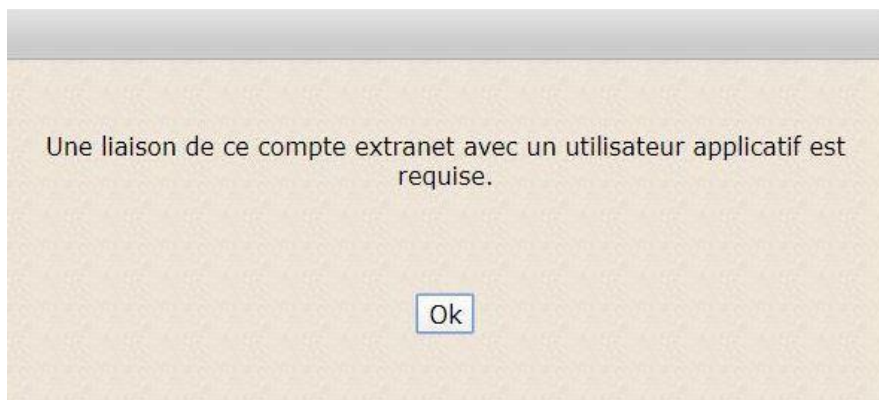 Une liaison de ce compte extranet avec un utilisateur applicatif est
requise.
Ok